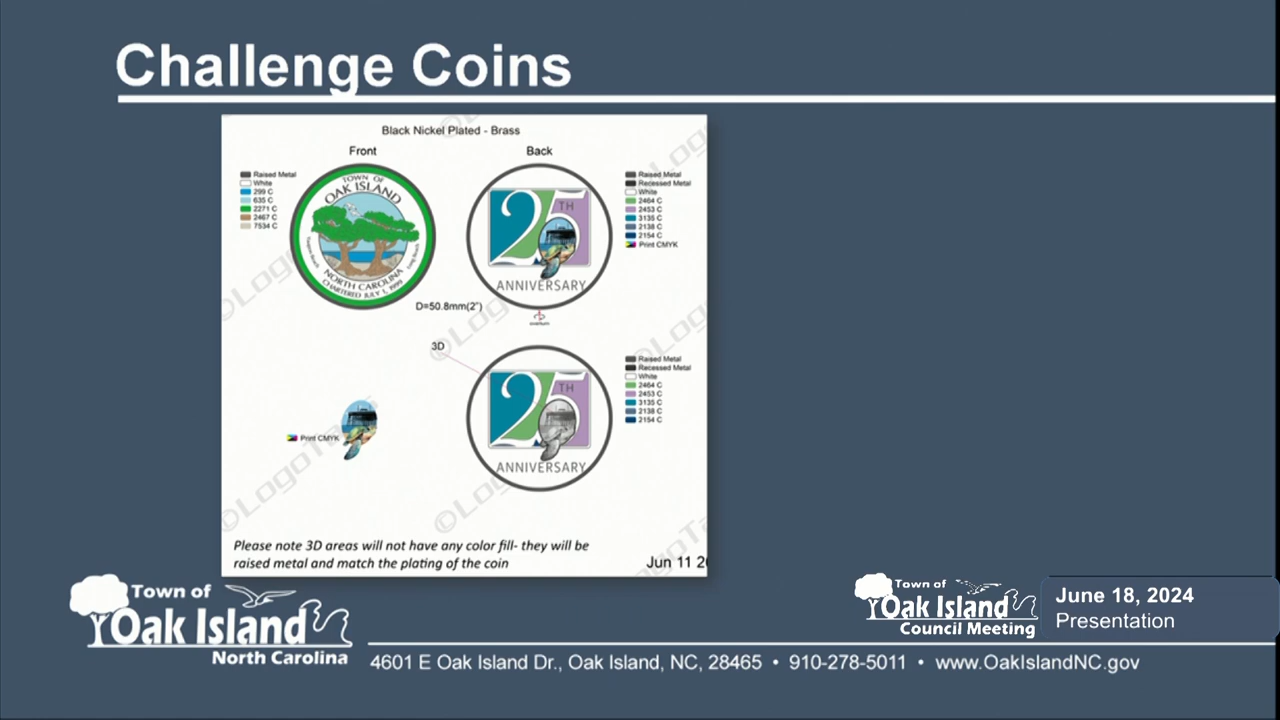 Challenge Coins
Black Nickel Plated - Brass
Front
Back
Raised Metal
White
299 C
635 C
2271 C
2467 C
7534 C
TOWN OF
OAK ISLAND
NORTH CAROLINA
CHARTERED JULY 1, 1999
25TH
ANNIVERSARY
Raised Metal
Recessed Metal
White
2464 C
2453 C
3135 C
2138 C
2154 C
Print CMYK
D=50.8mm(2")
3D
25TH
ANNIVERSARY
Raised Metal
Recessed Metal
White
2464 C
2453 C
3135 C
2138 C
2154 C
Print CMYK
Please note 3D areas will not have any color fill- they will be
raised metal and match the plating of the coin
Jun 11 20
Town of
Oak Island
North Carolina
4601 E Oak Island Dr., Oak Island, NC, 28465 • 910-278-5011 • www.OakIslandNC.gov
Town of
Oak Island
Council Meeting
June 18, 2024
Presentation